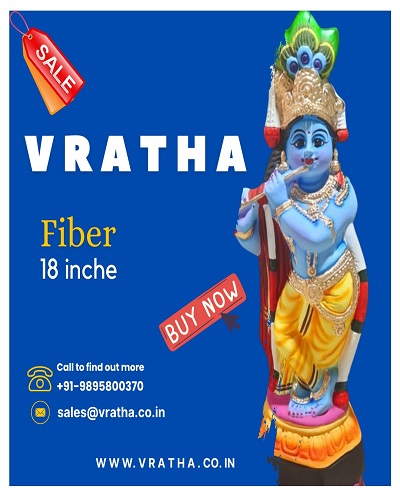 SALE
VRATHA
Fiber
18 inche
BUY NOW
Call to find out more
+91-9895800370
sales@vratha.co.in
WWW.VRATHA.CO.IN